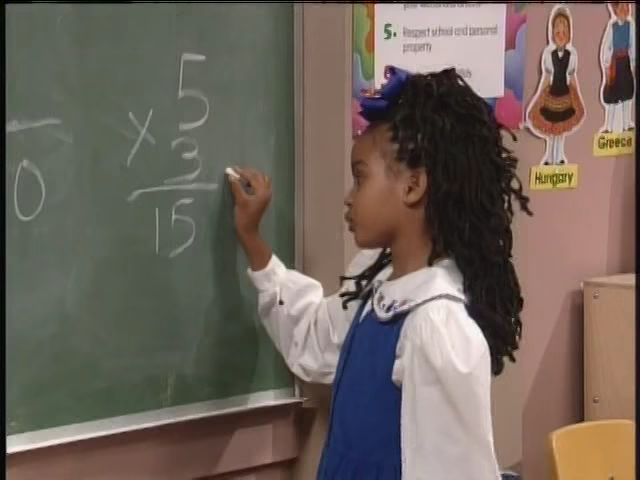 5
× 3
15
0
5. Respect school and personal
property
Hungary
Greece